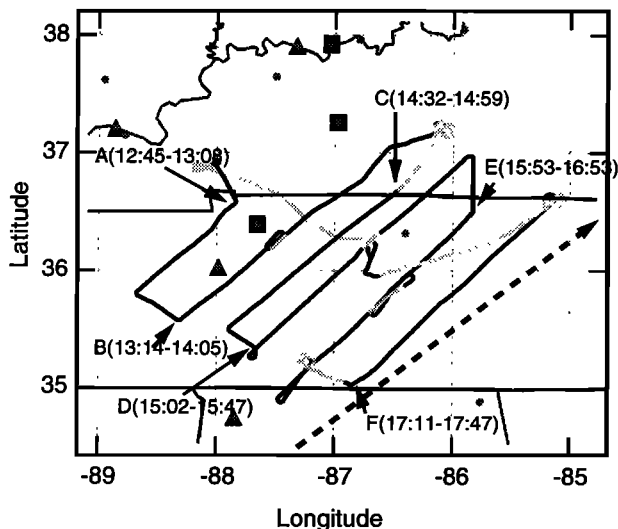 38
C(14:32-14:59)
37
A(12:45-13:08)
E(15:53-16:53)
Latitude
36
B(13:14-14:05)
35
D(15:02-15:47)
F(17:11-17:47)
-89
-88
-87
-86
-85
Longitude